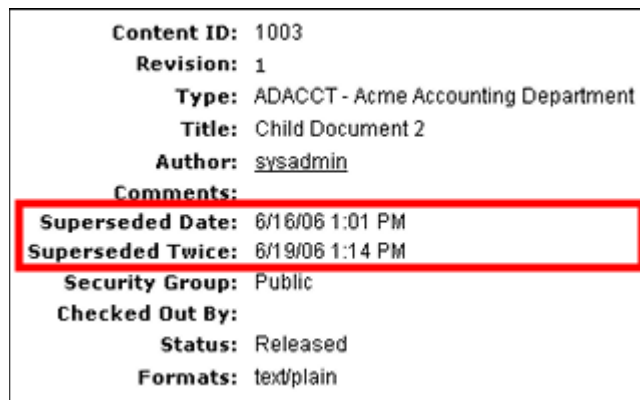 Content ID: 1003
Revision: 1
Type: ADACCT - Acme Accounting Department
Title: Child Document 2
Author: sysadmin
Comments:
Superseded Date: 6/16/06 1:01 PM
Superseded Twice: 6/19/06 1:14 PM
Security Group: Public
Checked Out By:
Status: Released
Formats: text/plain